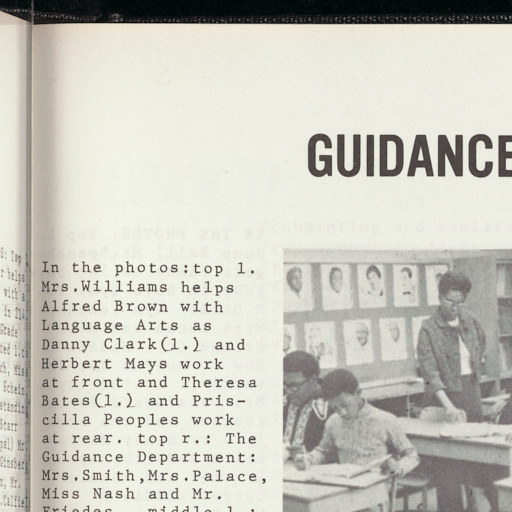 GUIDANCE
In the photos:top l.
Mrs.Williams helps
Alfred Brown with
Language Arts as
Danny Clark(l.) and
Herbert Mays work
at front and Theresa
Bates(l.) and Pris-
cilla Peoples work
at rear. top r.: The
Guidance Department:
Mrs.Smith,Mrs.Palace,
Miss Nash and Mr.